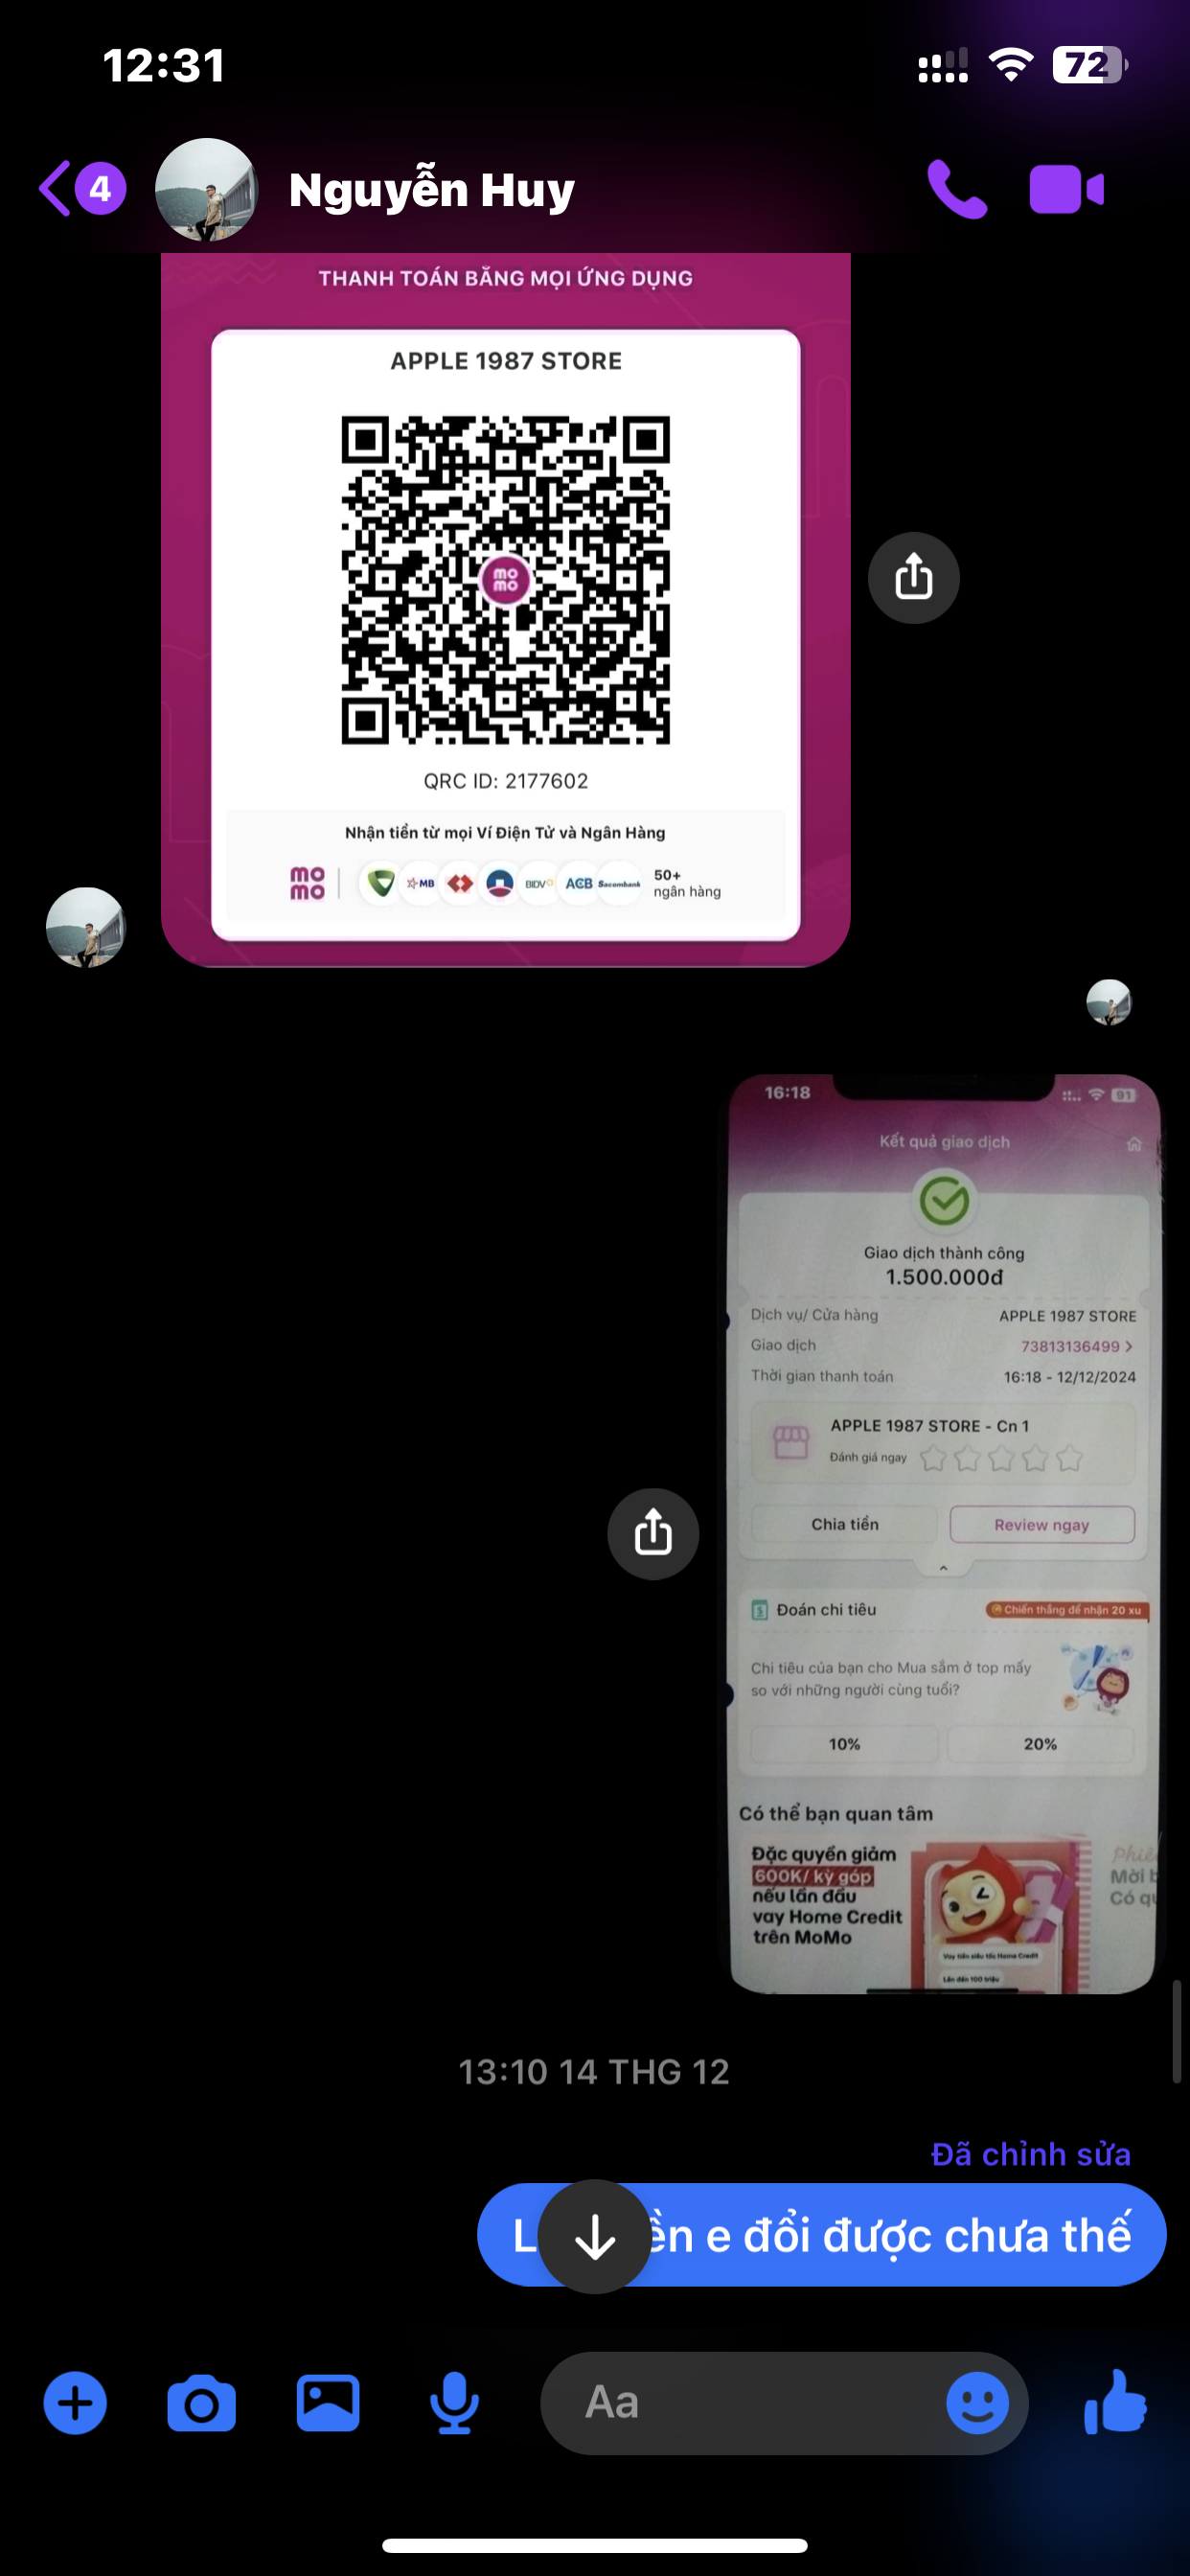 12:31
72
4
Nguyễn Huy
THANH TOÁN BẰNG MỌI ỨNG DỤNG
APPLE 1987 STORE
mo
mo
QRC ID: 2177602
Nhận tiền từ mọi Ví Điện Tử và Ngân Hàng
mo
mo
MB
BIDV
ACB
Sacombank
50+
ngân hàng
16:18
91
Kết quả giao dịch
Giao dịch thành công
1.500.000đ
Dịch vụ/ Cửa hàng
APPLE 1987 STORE
Giao dịch
73813136499
Thời gian thanh toán
16:18 - 12/12/2024
APPLE 1987 STORE - Cn 1
Đánh giá ngay
Chia tiền
Review ngay
Đoán chi tiêu
Chiến thắng để nhận 20 xu
Chi tiêu của bạn cho Mua sắm ở top mấy
so với những người cùng tuổi?
10%
20%
Có thể bạn quan tâm
Đặc quyền giảm
600K/ kỳ góp
nếu lần đầu
vay Home Credit
trên MoMo
Vay tiền siêu tốc Home Credit
Lên đến 100 triệu
Mời
Có
13:10 14 THG 12
Đã chỉnh sửa
e đổi được chưa thế
Aa